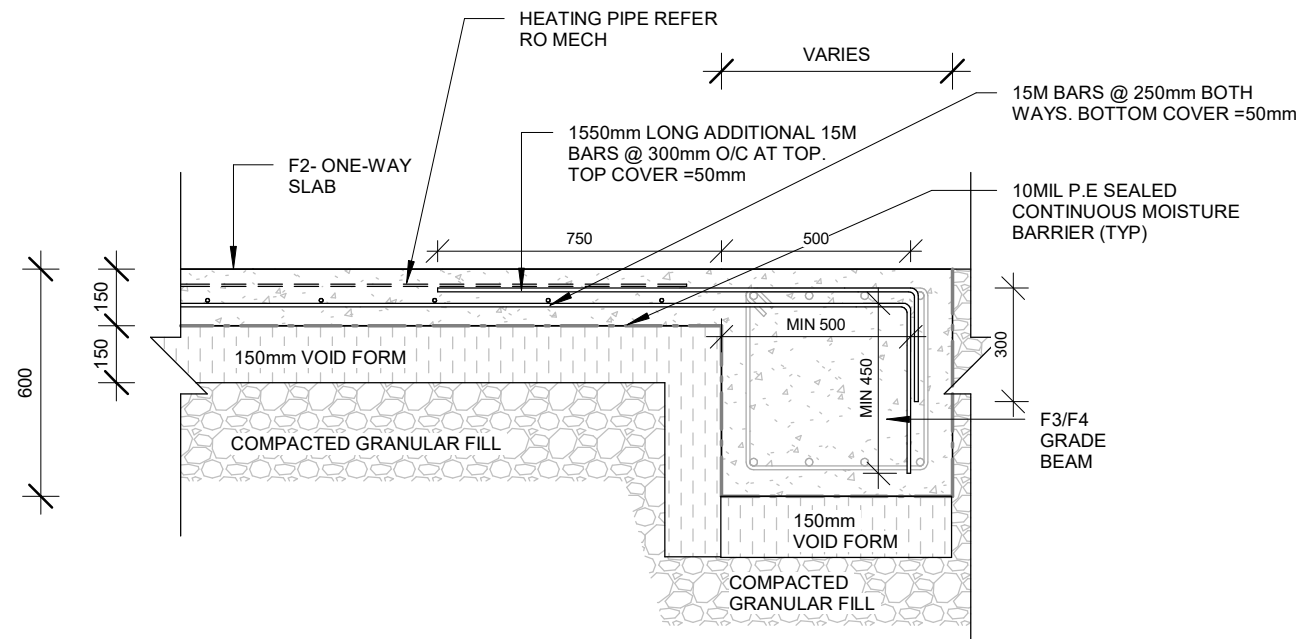 HEATING PIPE REFER
RO MECH
VARIES
15M BARS @ 250mm BOTH
WAYS. BOTTOM COVER =50mm
1550mm LONG ADDITIONAL 15M
BARS @ 300mm O/C AT TOP.
TOP COVER =50mm
F2- ONE-WAY
SLAB
10MIL P.E SEALED
CONTINUOUS MOISTURE
BARRIER (TYP)
750
500
150
150
600
MIN 500
300
150mm VOID FORM
MIN 450
F3/F4
GRADE
BEAM
COMPACTED GRANULAR FILL
150mm
VOID FORM
COMPACTED
GRANULAR FILL